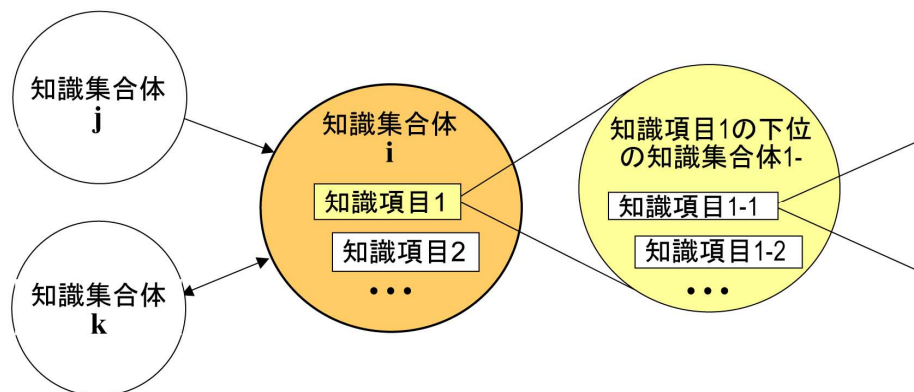 知識集合体
j
知識集合体
k
知識集合体
i
知識項目1
知識項目2
•••
知識項目1の下位
の知識集合体1-
知識項目1-1
知識項目1-2
•••